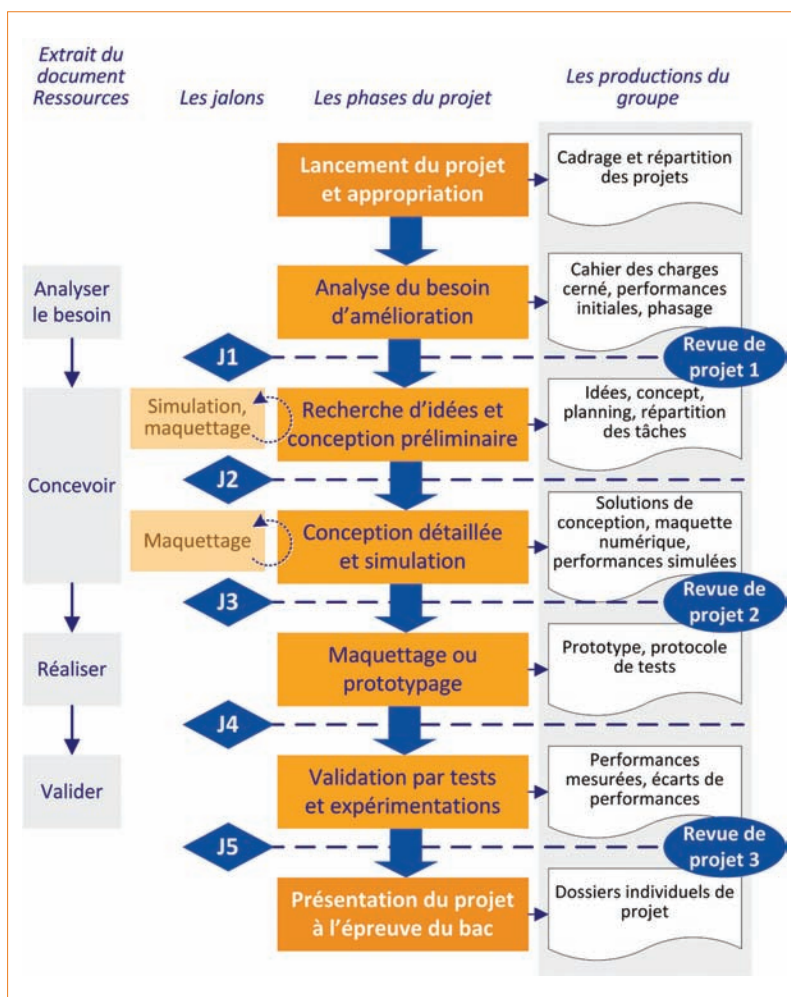 Extrait du
document
Ressources
Les jalons
Les phases du projet
Les productions du
groupe
Lancement du projet
et appropriation
Cadrage et répartition
des projets
Analyser
le besoin
Analyse du besoin
d'amélioration
Cahier des charges
cerné, performances
initiales, phasage
J1
Revue de
projet 1
Simulation,
maquettage
Recherche d'idées et
conception préliminaire
Idées, concept,
planning, répartition
des tâches
Concevoir
J2
Maquettage
Conception détaillée
et simulation
Solutions de
conception, maquette
numérique,
performances simulées
J3
Revue de
projet 2
Réaliser
Maquettage ou
prototypage
Prototype, protocole
de tests
J4
Valider
Validation par tests
et expérimentations
Performances
mesurées, écarts de
performances
J5
Revue de
projet 3
Présentation du projet
à l'épreuve du bac
Dossiers individuels de
projet